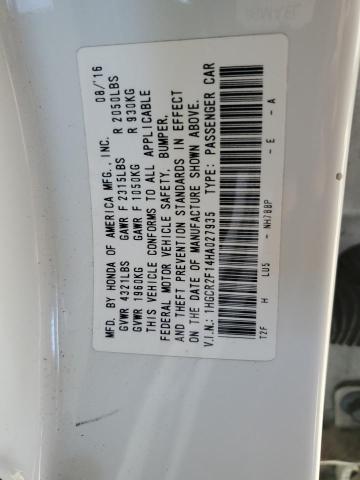 MFD. BY HONDA OF AMERICA MFG., INC. 08/'16
GVWR 4321LBS GAWR F 2315LBS R 2050LBS
GVWR 1960KG GAWR F 1050KG R 930KG
THIS VEHICLE CONFORMS TO ALL APPLICABLE
FEDERAL MOTOR VEHICLE SAFETY, BUMPER,
AND THEFT PREVENTION STANDARDS IN EFFECT
ON THE DATE OF MANUFACTURE SHOWN ABOVE.
V.I.N.: 1HGCR2F14HA027935 TYPE: PASSENGER CAR
T2F H LU5 - NH788P - E - A